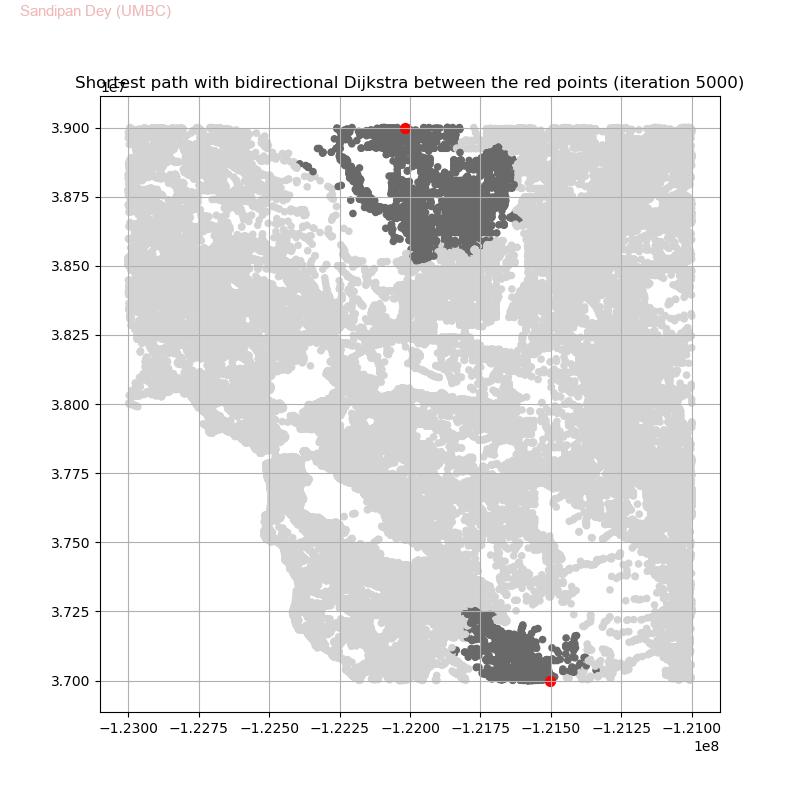 Sandipan Dey (UMBC)
Shortest path with bidirectional Dijkstra between the red points (iteration 5000)
1e7
3.900
3.875
3.850
3.825
3.800
3.775
3.750
3.725
3.700
−1.2300 −1.2275 −1.2250 −1.2225 −1.2200 −1.2175 −1.2150 −1.2125 −1.2100
1e8